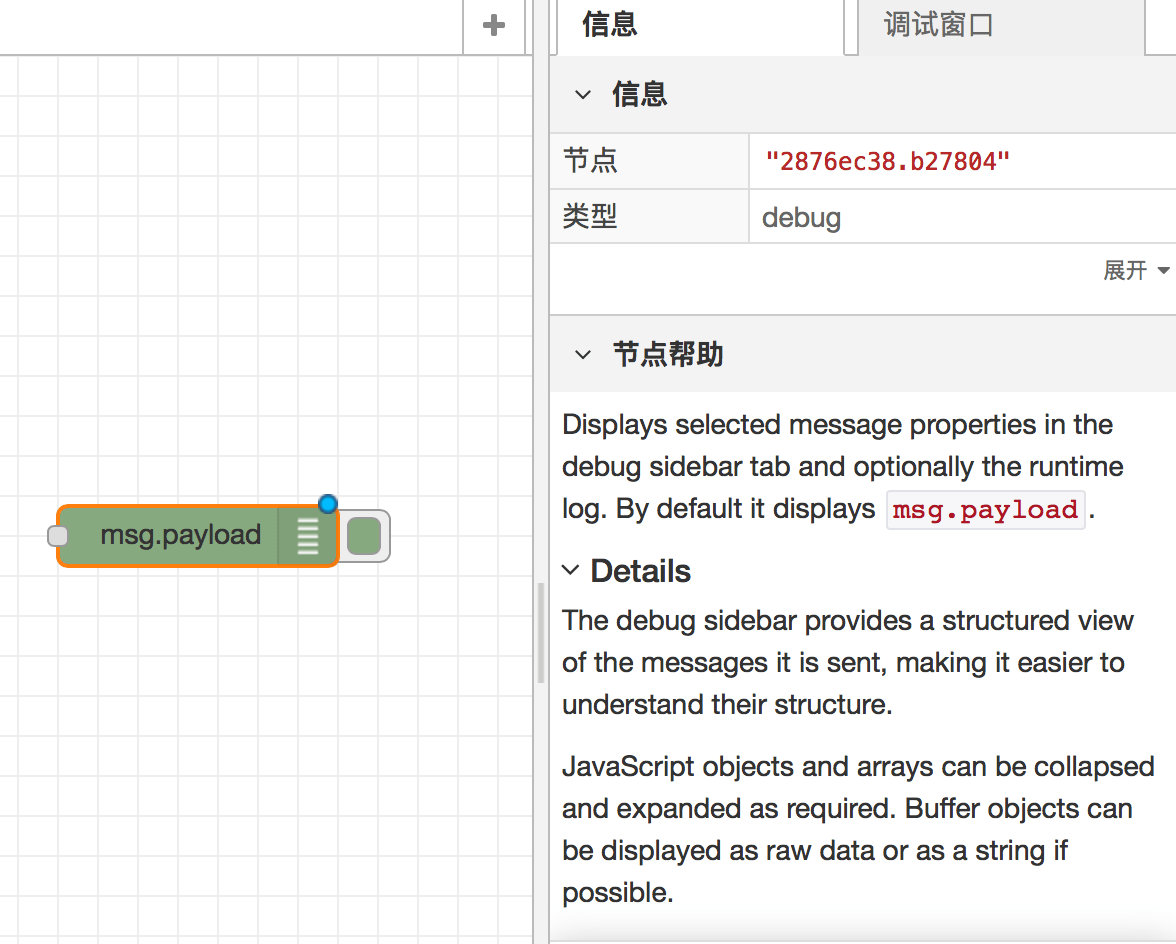 信息
调试窗口
信息
节点
"2876ec38.b27804"
类型
debug
展开
节点帮助
Displays selected message properties in the
debug sidebar tab and optionally the runtime
log. By default it displays msg.payload.
msg.payload
Details
The debug sidebar provides a structured view
of the messages it is sent, making it easier to
understand their structure.
JavaScript objects and arrays can be collapsed
and expanded as required. Buffer objects can
be displayed as raw data or as a string if
possible.